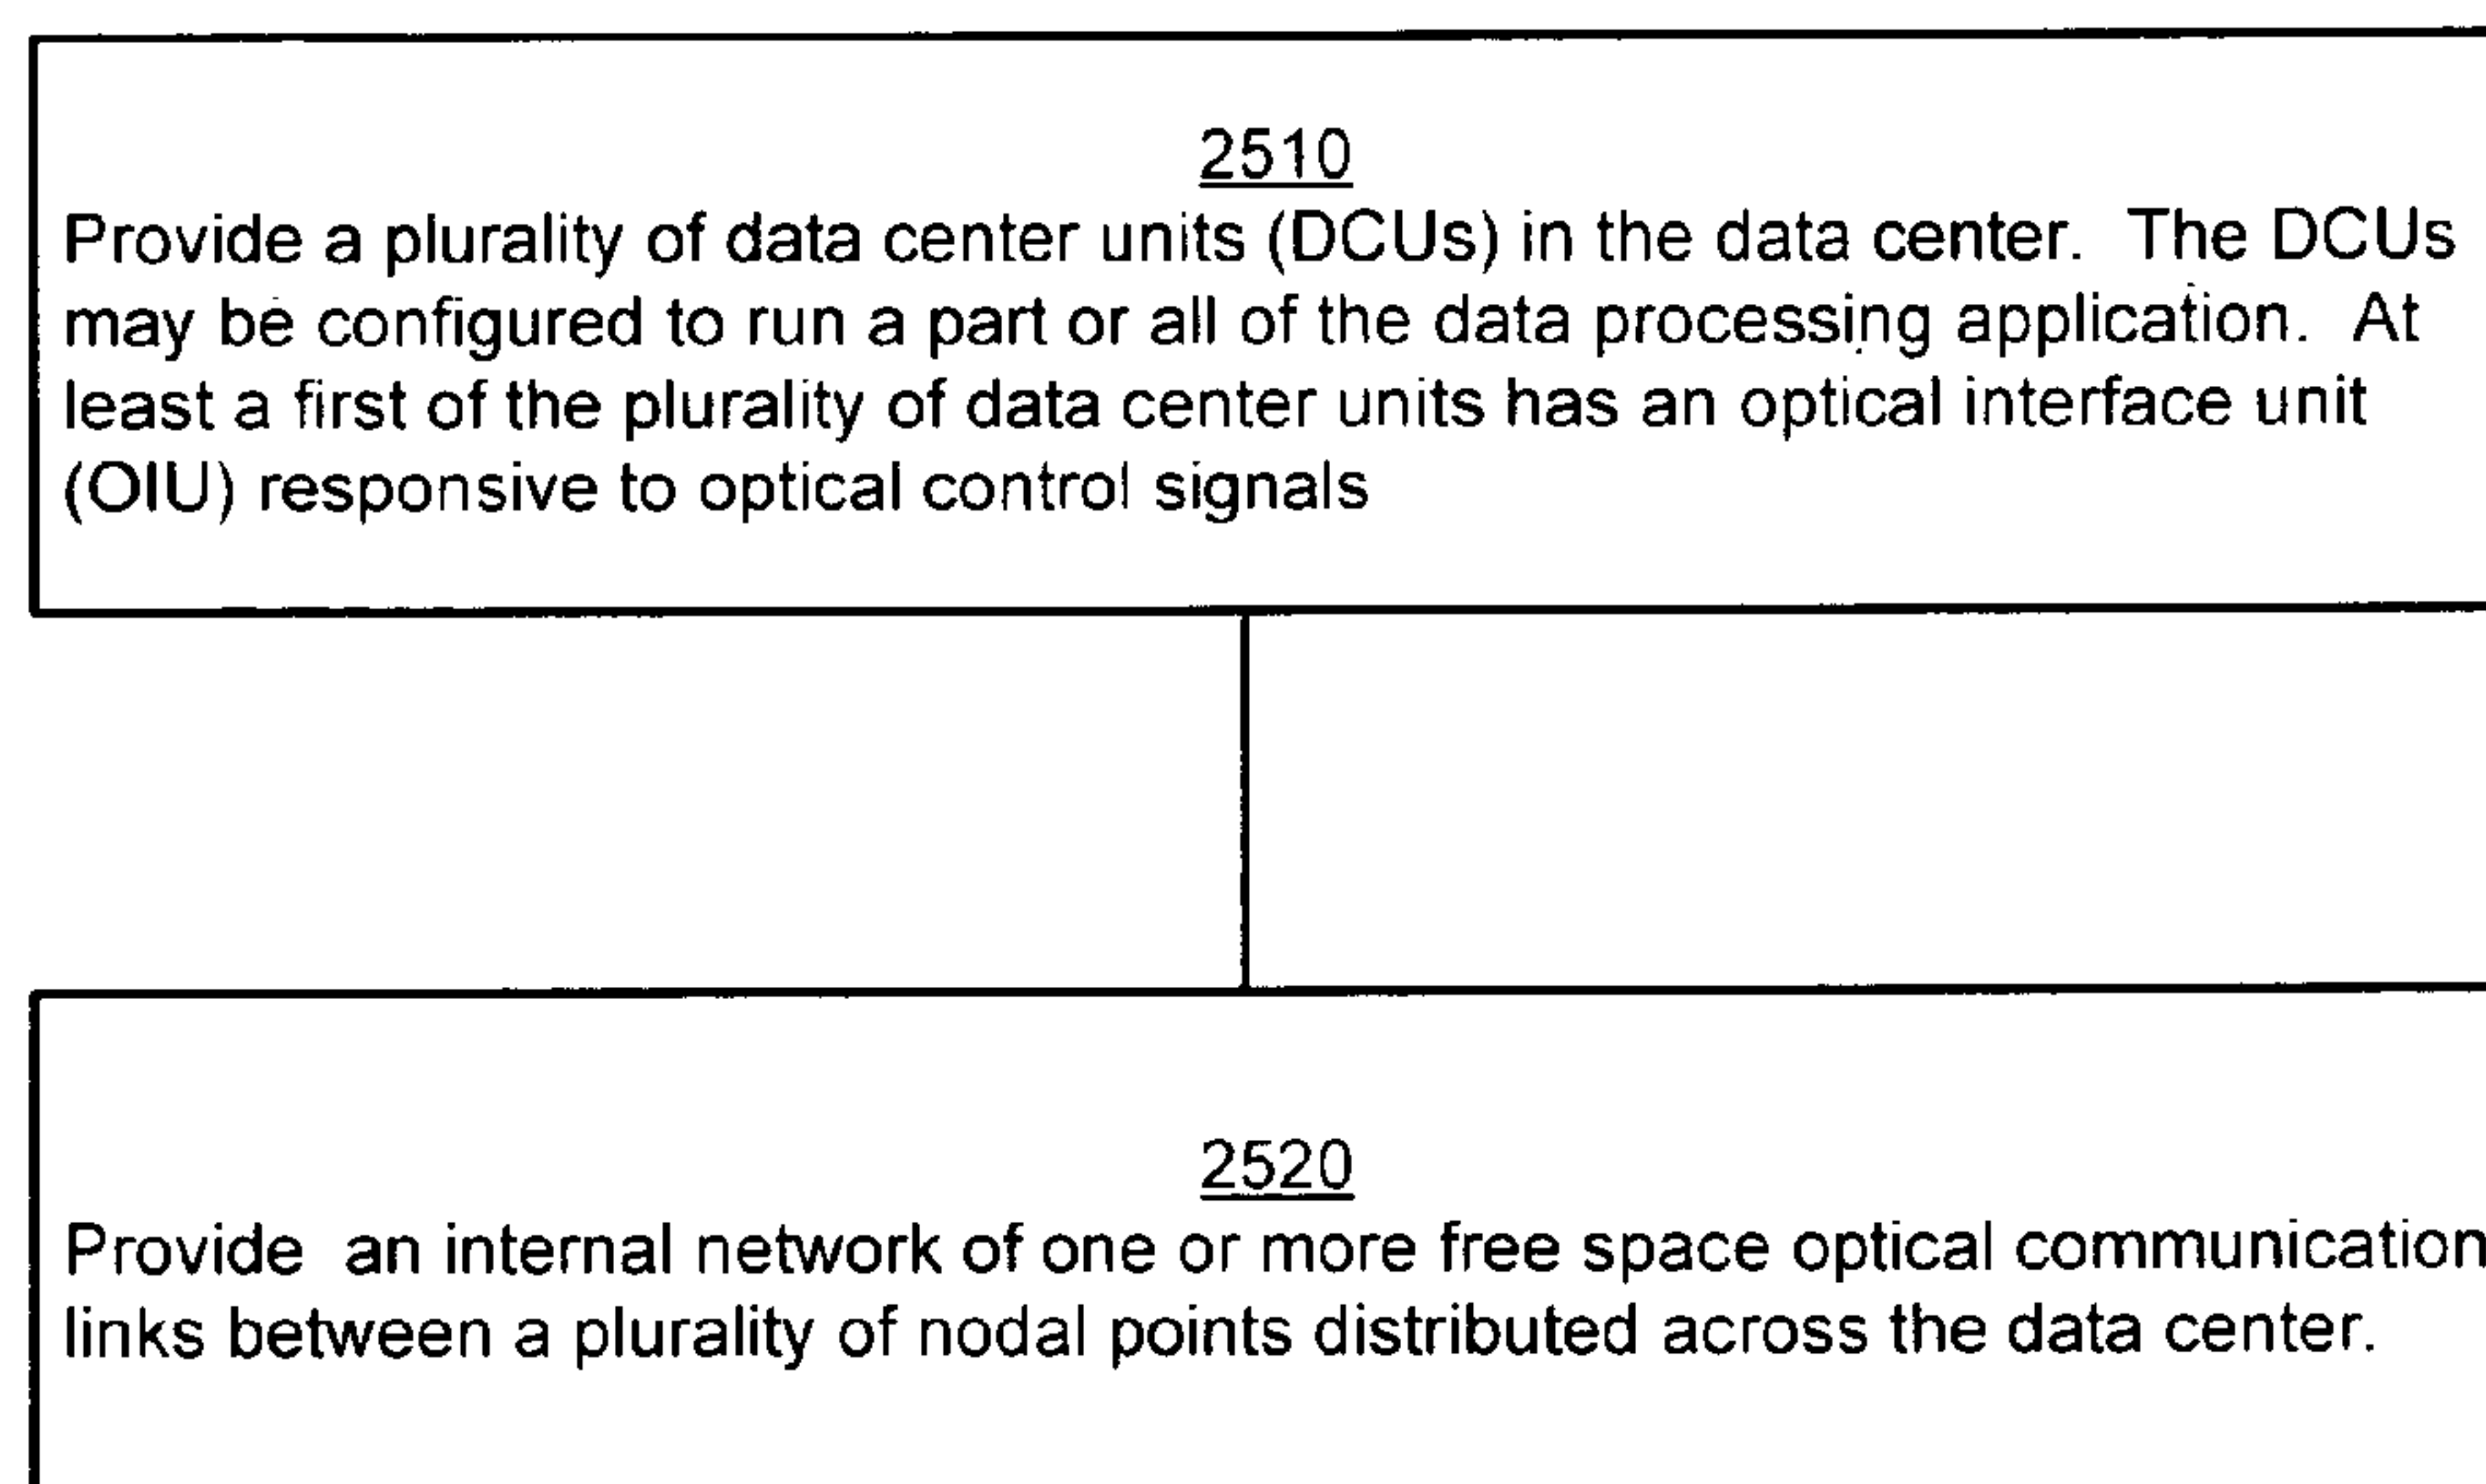 2510
Provide a plurality of data center units (DCUs) in the data center.  The DCUs
may be configured to run a part or all of the data processing application.  At
least a first of the plurality of data center units has an optical interface unit
(OIU) responsive to optical control signals
2520
Provide  an internal network of one or more free space optical communication
links between a plurality of nodal points distributed across the data center.